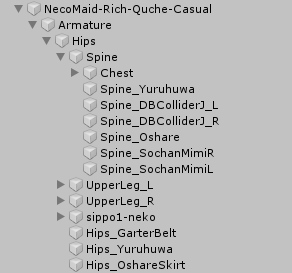 NecoMaid-Rich-Quche-Casual
Armature
Hips
Spine
Chest
Spine_Yuruhuwa
Spine_DBColliderJ_L
Spine_DBColliderJ_R
Spine_Oshare
Spine_SochanMimiR
Spine_SochanMimiL
UpperLeg_L
UpperLeg_R
sippo1-neko
Hips_GarterBelt
Hips_Yuruhuwa
Hips_OshareSkirt